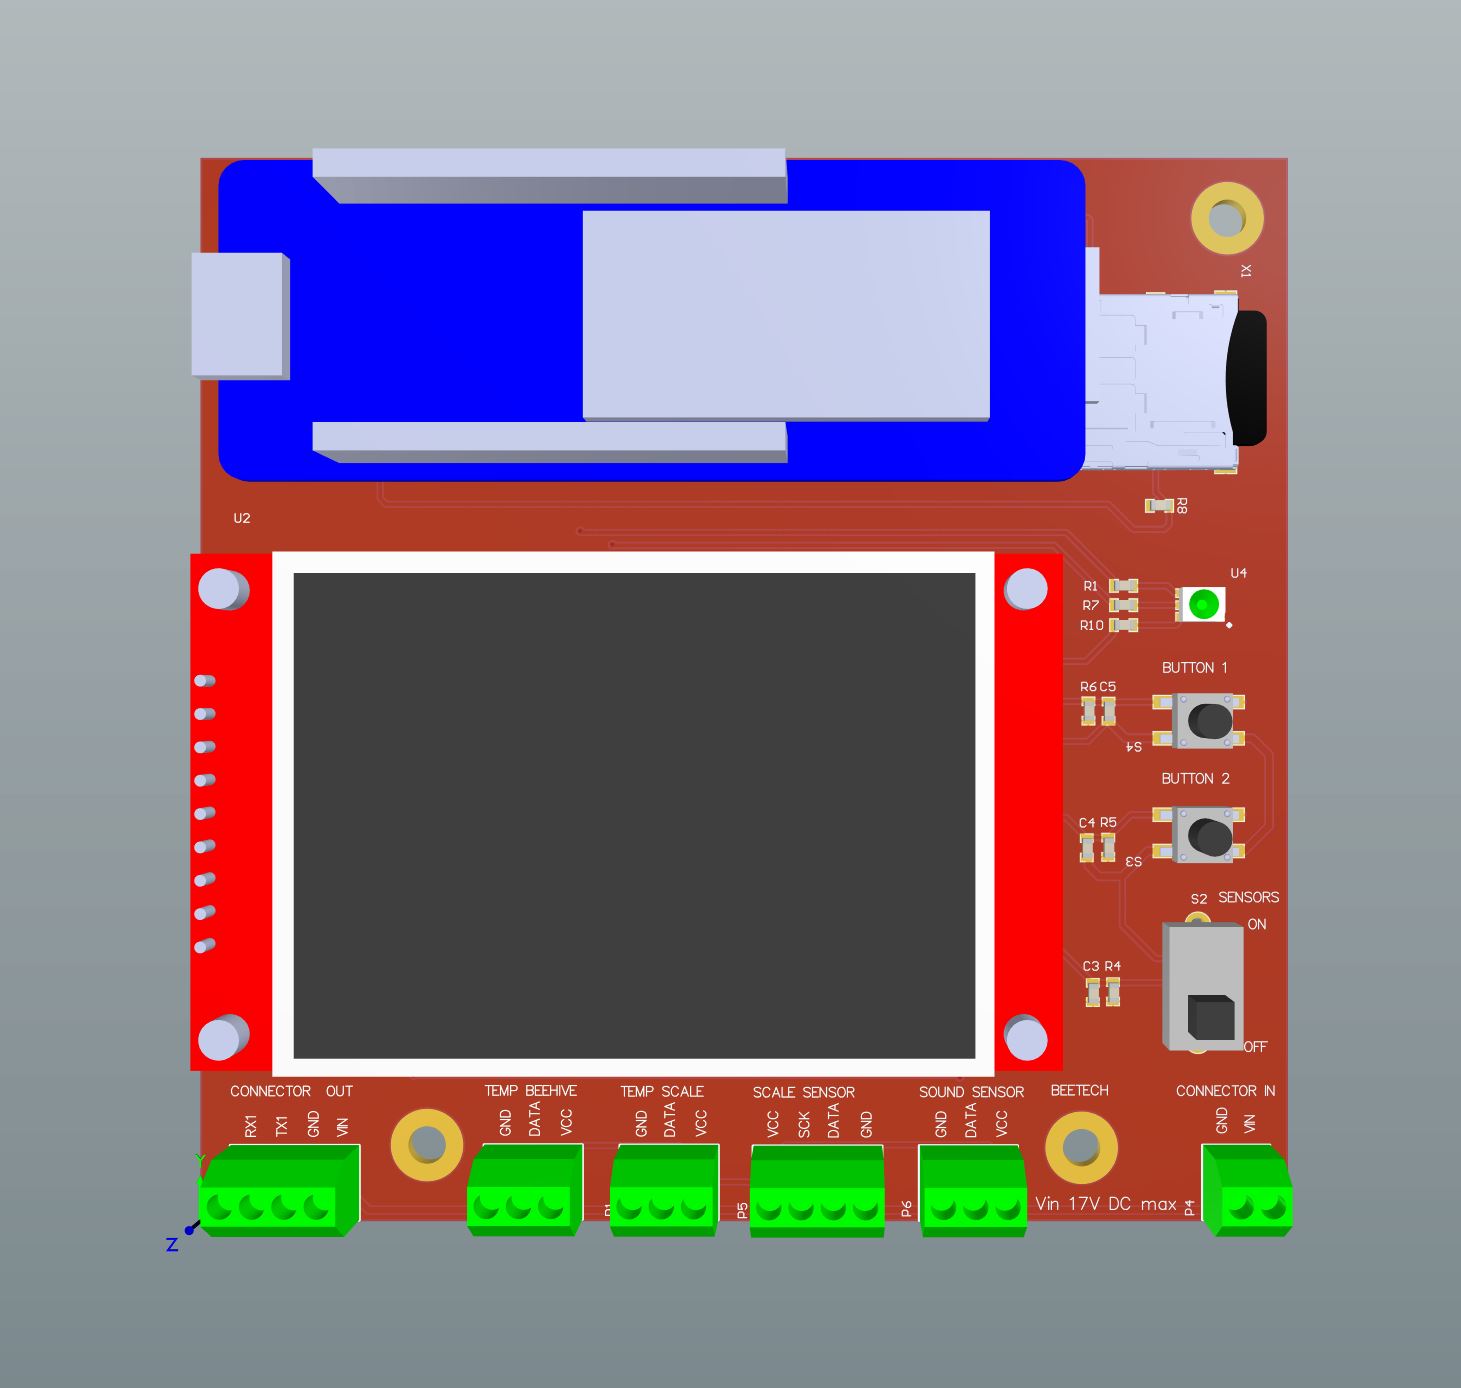 X1
R8
U2
U4
R1
R7
R10
BUTTON 1
R6 C5
S4
BUTTON 2
C4 R5
S3
S2 SENSORS
ON
C3 R4
OFF
CONNECTOR OUT
TEMP BEEHIVE
TEMP SCALE
SCALE SENSOR
SOUND SENSOR
BEETECH
CONNECTOR IN
RX1
TX1
GND
VIN
GND
DATA
VCC
GND
DATA
VCC
VCC
SCK
DATA
GND
GND
DATA
VCC
GND
VIN
P5
P6
Vin 17V DC max
P4
Y
Z